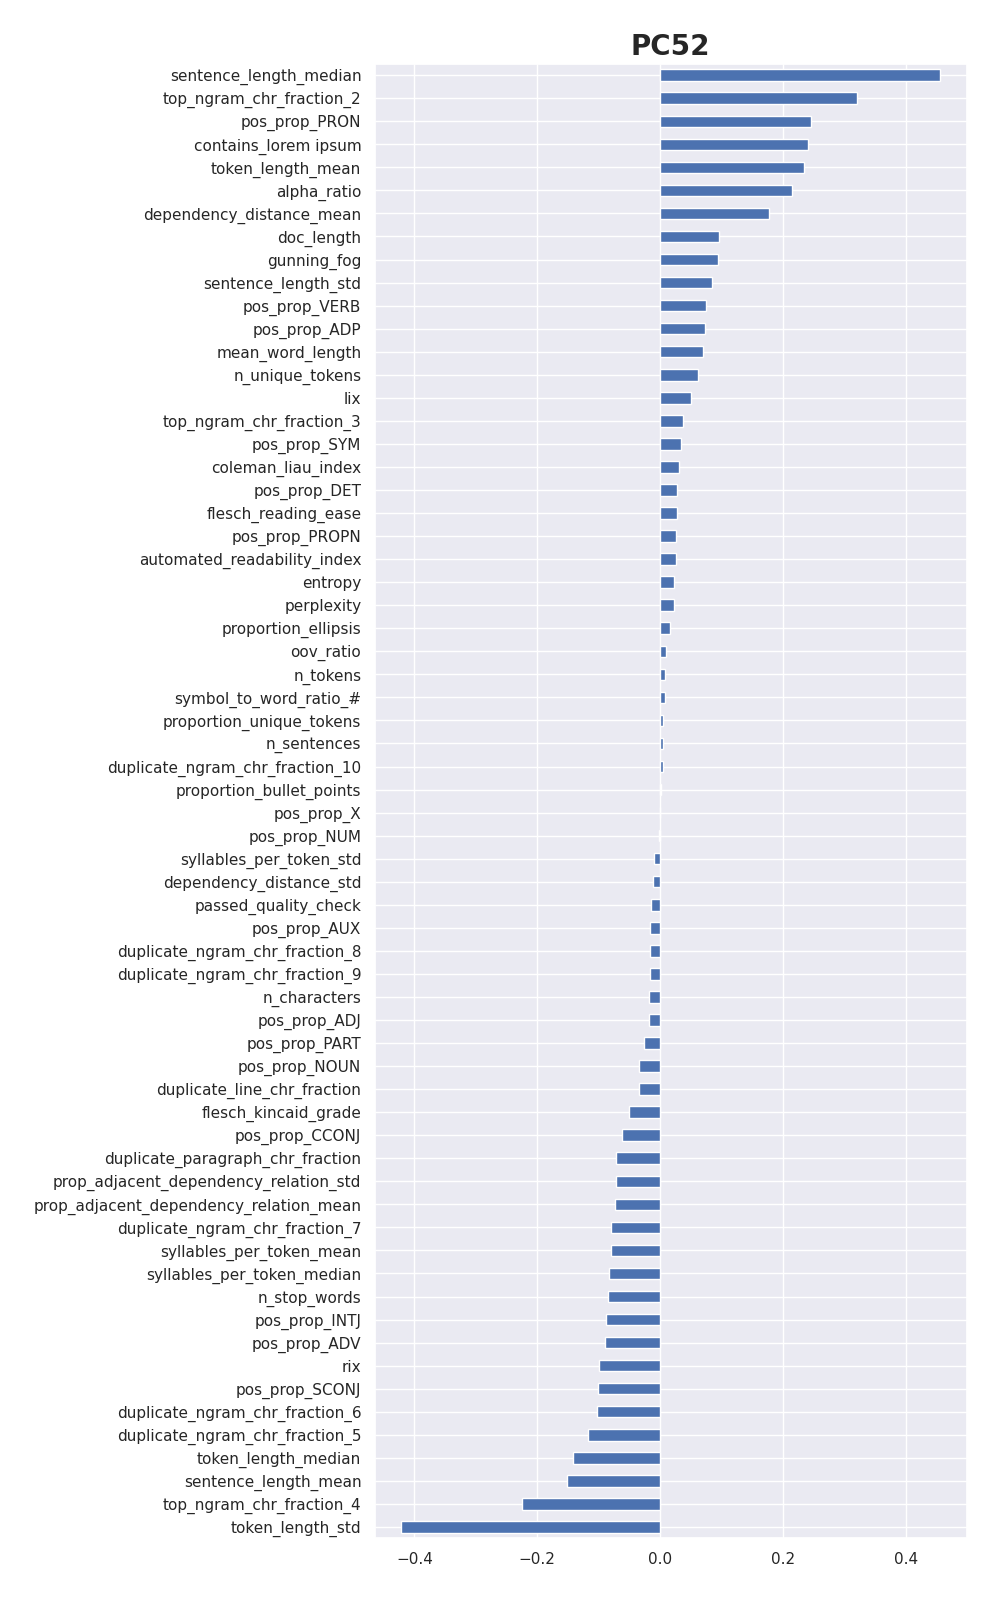 PC52
sentence_length_median
top_ngram_chr_fraction_2
pos_prop_PRON
contains_lorem ipsum
token_length_mean
alpha_ratio
dependency_distance_mean
doc_length
gunning_fog
sentence_length_std
pos_prop_VERB
pos_prop_ADP
mean_word_length
n_unique_tokens
lix
top_ngram_chr_fraction_3
pos_prop_SYM
coleman_liau_index
pos_prop_DET
flesch_reading_ease
pos_prop_PROPN
automated_readability_index
entropy
perplexity
proportion_ellipsis
oov_ratio
n_tokens
symbol_to_word_ratio_#
proportion_unique_tokens
n_sentences
duplicate_ngram_chr_fraction_10
proportion_bullet_points
pos_prop_X
pos_prop_NUM
syllables_per_token_std
dependency_distance_std
passed_quality_check
pos_prop_AUX
duplicate_ngram_chr_fraction_8
duplicate_ngram_chr_fraction_9
n_characters
pos_prop_ADJ
pos_prop_PART
pos_prop_NOUN
duplicate_line_chr_fraction
flesch_kincaid_grade
pos_prop_CCONJ
duplicate_paragraph_chr_fraction
prop_adjacent_dependency_relation_std
prop_adjacent_dependency_relation_mean
duplicate_ngram_chr_fraction_7
syllables_per_token_mean
syllables_per_token_median
n_stop_words
pos_prop_INTJ
pos_prop_ADV
rix
pos_prop_SCONJ
duplicate_ngram_chr_fraction_6
duplicate_ngram_chr_fraction_5
token_length_median
sentence_length_mean
top_ngram_chr_fraction_4
token_length_std
−0.4 −0.2 0.0 0.2 0.4